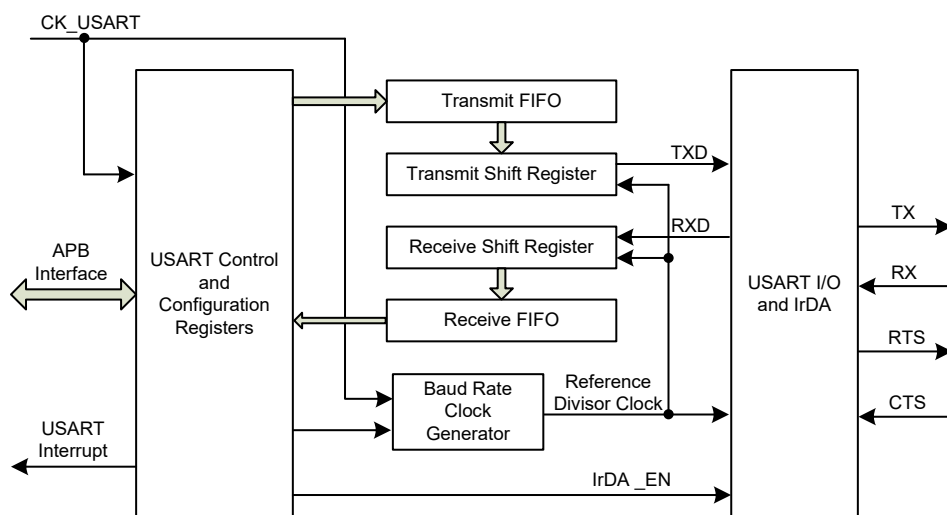 CK_USART
Transmit FIFO
Transmit Shift Register
TXD
Receive Shift Register
RXD
Receive FIFO
APB
Interface
USART Control
and
Configuration
Registers
USART I/O
and IrDA
TX
RX
RTS
CTS
Baud Rate
Clock
Generator
Reference
Divisor Clock
USART
Interrupt
IrDA _EN